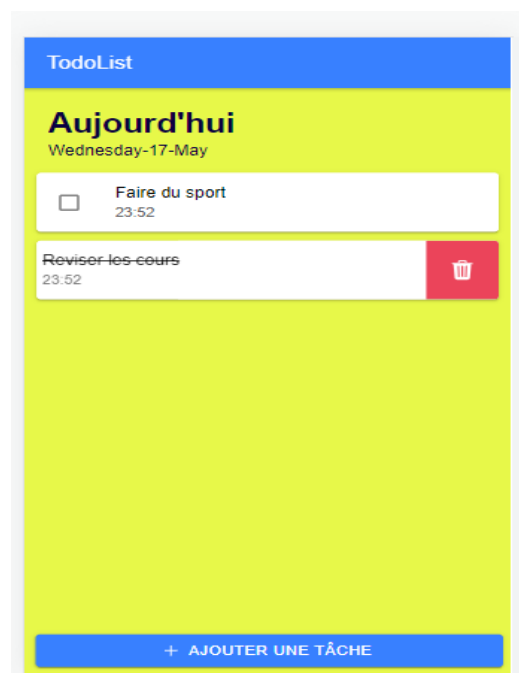 TodoList
Aujourd'hui
Wednesday-17-May
Faire du sport
23:52
Reviser les cours
23:52
+ AJOUTER UNE TÂCHE